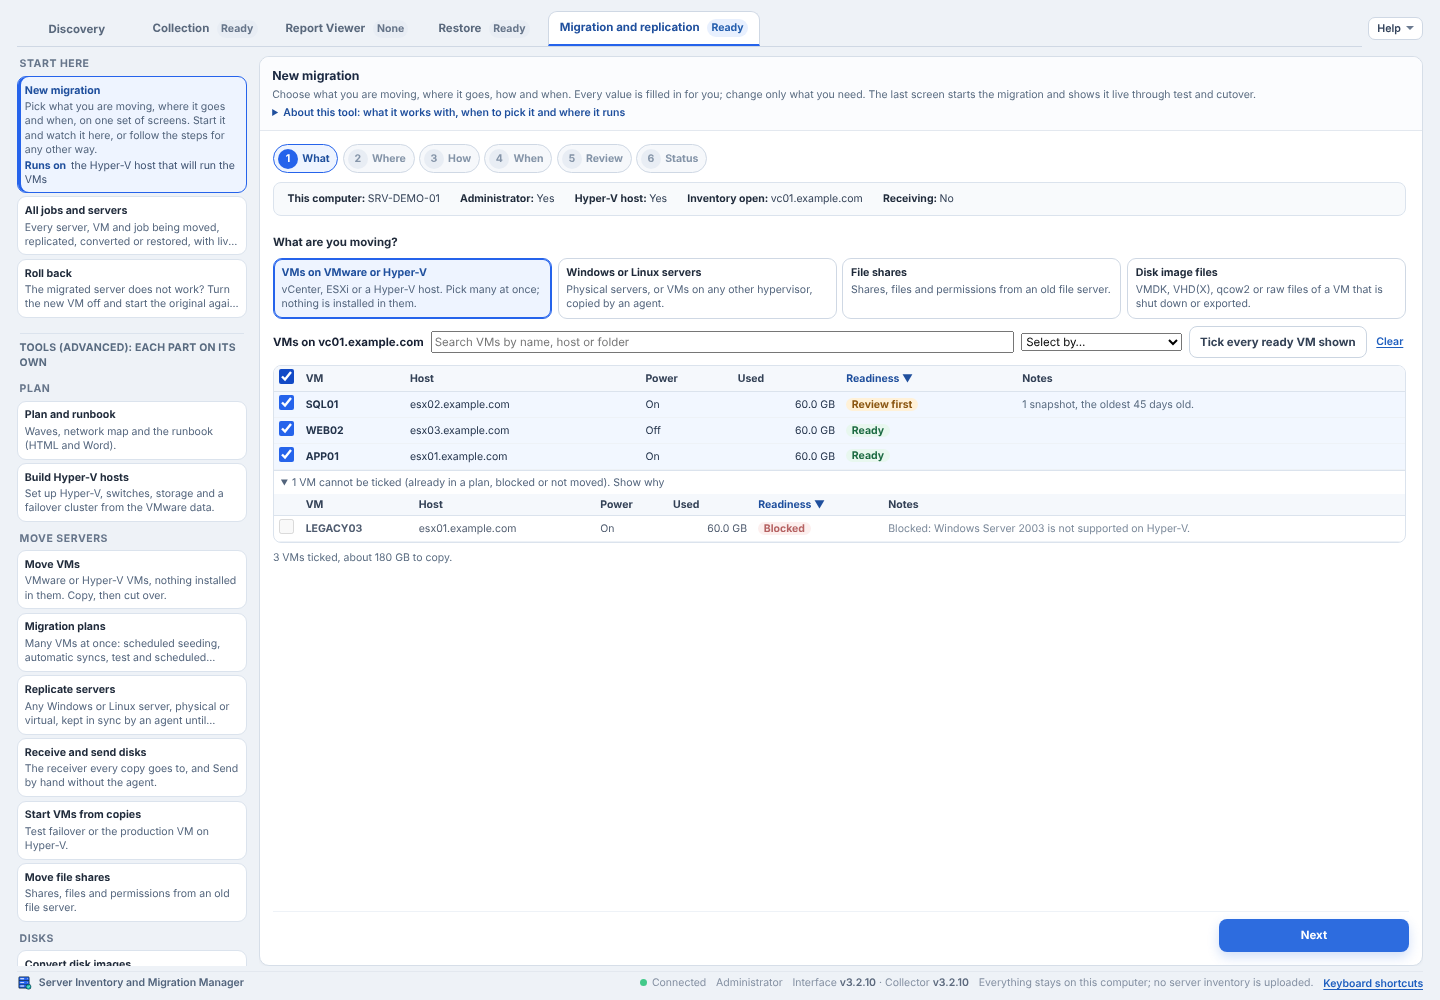 Discovery
Collection Ready
Report Viewer None
Restore Ready
Migration and replication Ready
Help
START HERE
New migration
Pick what you are moving, where it goes
and when, on one set of screens. Start it
and watch it here, or follow the steps for
any other way.
Runs on the Hyper-V host that will run the
VMs
All jobs and servers
Every server, VM and job being moved,
replicated, converted or restored, with liv...
Roll back
The migrated server does not work? Turn
the new VM off and start the original agai...
TOOLS (ADVANCED): EACH PART ON ITS
OWN
PLAN
Plan and runbook
Waves, network map and the runbook
(HTML and Word).
Build Hyper-V hosts
Set up Hyper-V, switches, storage and a
failover cluster from the VMware data.
MOVE SERVERS
Move VMs
VMware or Hyper-V VMs, nothing installed
in them. Copy, then cut over.
Migration plans
Many VMs at once: scheduled seeding,
automatic syncs, test and scheduled...
Replicate servers
Any Windows or Linux server, physical or
virtual, kept in sync by an agent until...
Receive and send disks
The receiver every copy goes to, and Send
by hand without the agent.
Start VMs from copies
Test failover or the production VM on
Hyper-V.
Move file shares
Shares, files and permissions from an old
file server.
DISKS
Convert disk images
New migration
Choose what you are moving, where it goes, how and when. Every value is filled in for you; change only what you need. The last screen starts the migration and shows it live through test and cutover.
About this tool: what it works with, when to pick it and where it runs
1 What
2 Where
3 How
4 When
5 Review
6 Status
This computer: SRV-DEMO-01 Administrator: Yes Hyper-V host: Yes Inventory open: vc01.example.com Receiving: No
What are you moving?
VMs on VMware or Hyper-V
vCenter, ESXi or a Hyper-V host. Pick many at once;
nothing is installed in them.
Windows or Linux servers
Physical servers, or VMs on any other hypervisor,
copied by an agent.
File shares
Shares, files and permissions from an old file server.
Disk image files
VMDK, VHD(X), qcow2 or raw files of a VM that is
shut down or exported.
VMs on vc01.example.com
Search VMs by name, host or folder
Select by...
Tick every ready VM shown
Clear
VM Host Power Used Readiness ▼ Notes
SQL01 esx02.example.com On 60.0 GB Review first 1 snapshot, the oldest 45 days old.
WEB02 esx03.example.com Off 60.0 GB Ready
APP01 esx01.example.com On 60.0 GB Ready
▼ 1 VM cannot be ticked (already in a plan, blocked or not moved). Show why
VM Host Power Used Readiness ▼ Notes
LEGACY03 esx01.example.com On 60.0 GB Blocked Blocked: Windows Server 2003 is not supported on Hyper-V.
3 VMs ticked, about 180 GB to copy.
Next
Server Inventory and Migration Manager
Connected Administrator Interface v3.2.10 · Collector v3.2.10 Everything stays on this computer; no server inventory is uploaded. Keyboard shortcuts